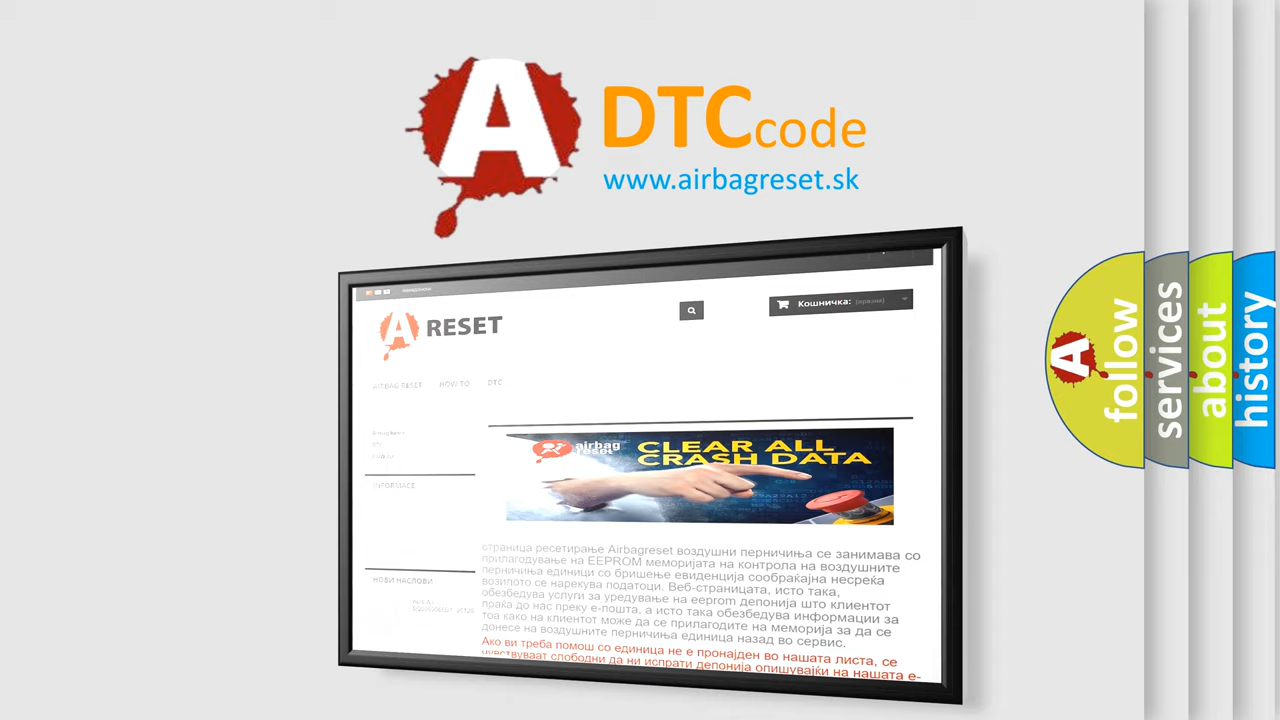 A
DTC code
www.airbagreset.sk
Кошничка: (празни)
A RESET
AIRBAG RESET HOW TO DTC
airbag
reset
CLEAR ALL
CRASH DATA
INFORMACE
страница ресетирање Airbagreset воздушни перничиња се занимава со
прилагодување на EEPROM меморијата на контрола на воздушните
перничиња единици со бришење евиденција сообраќајна несреќа
возилото се нарекува податоци. Веб-страницата, исто така,
обезбедува услуги за уредување на eeprom депонија што клиентот
праќа до нас преку е-пошта, а исто така обезбедува информации за
тоа како на клиентот може да се прилагодите на меморија за да се
донесе на воздушните перничиња единица назад во сервис.
Ако ви треба помош со единица не е пронајден во нашата листа, се
чувствуваат слободни да ни испрати депонија опишувајќи на нашата е-
НОВИ НАСЛОВИ
A
follow
services
about
history